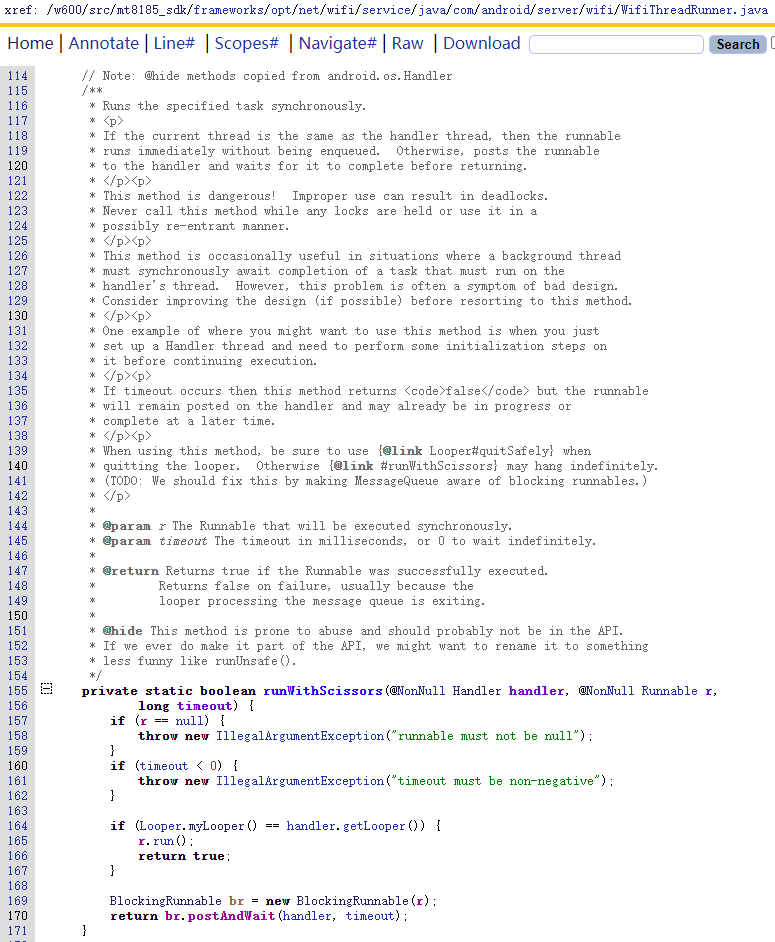 xref: /w600/src/mt8185_sdk/frameworks/opt/net/wifi/service/java/com/android/server/wifi/WifiThreadRunner.java
Home | Annotate | Line# | Scopes# | Navigate# | Raw | Download Search
114 // Note: @hide methods copied from android.os.Handler
115 /**
116 * Runs the specified task synchronously.
117 * <p>
118 * If the current thread is the same as the handler thread, then the runnable
119 * runs immediately without being enqueued.  Otherwise, posts the runnable
120 * to the handler and waits for it to complete before returning.
121 * </p><p>
122 * This method is dangerous!  Improper use can result in deadlocks.
123 * Never call this method while any locks are held or use it in a
124 * possibly re-entrant manner.
125 * </p><p>
126 * This method is occasionally useful in situations where a background thread
127 * must synchronously await completion of a task that must run on the
128 * handler's thread.  However, this problem is often a symptom of bad design.
129 * Consider improving the design (if possible) before resorting to this method.
130 * </p><p>
131 * One example of where you might want to use this method is when you just
132 * set up a Handler thread and need to perform some initialization steps on
133 * it before continuing execution.
134 * </p><p>
135 * If timeout occurs then this method returns <code>false</code> but the runnable
136 * will remain posted on the handler and may already be in progress or
137 * complete at a later time.
138 * </p><p>
139 * When using this method, be sure to use {@link Looper#quitSafely} when
140 * quitting the looper.  Otherwise {@link #runWithScissors} may hang indefinitely.
141 * (TODO: We should fix this by making MessageQueue aware of blocking runnables.)
142 * </p>
143 *
144 * @param r The Runnable that will be executed synchronously.
145 * @param timeout The timeout in milliseconds, or 0 to wait indefinitely.
146 *
147 * @return Returns true if the Runnable was successfully executed.
148 *         Returns false on failure, usually because the
149 *         looper processing the message queue is exiting.
150 *
151 * @hide This method is prone to abuse and should probably not be in the API.
152 * If we ever do make it part of the API, we might want to rename it to something
153 * less funny like runUnsafe().
154 */
155 private static boolean runWithScissors(@NonNull Handler handler, @NonNull Runnable r,
156 long timeout) {
157 if (r == null) {
158 throw new IllegalArgumentException("runnable must not be null");
159 }
160 if (timeout < 0) {
161 throw new IllegalArgumentException("timeout must be non-negative");
162 }
163
164 if (Looper.myLooper() == handler.getLooper()) {
165 r.run();
166 return true;
167 }
168
169 BlockingRunnable br = new BlockingRunnable(r);
170 return br.postAndWait(handler, timeout);
171 }